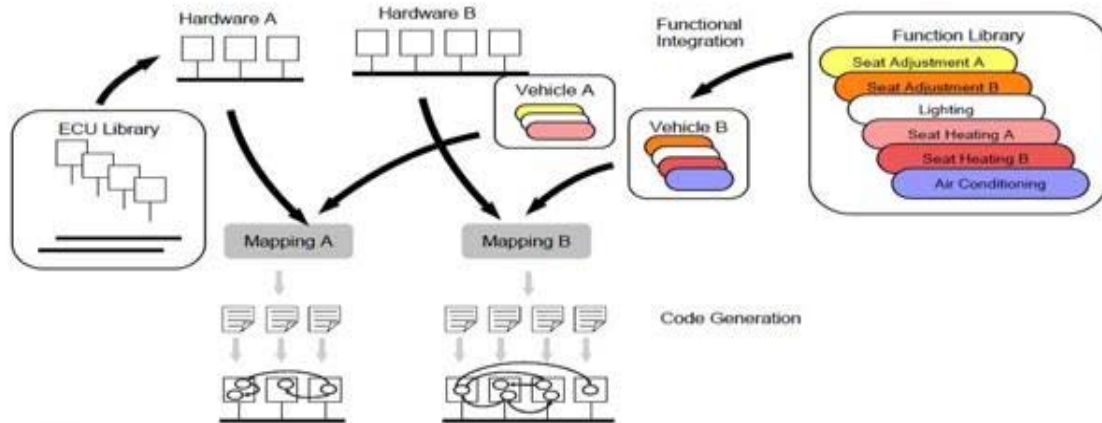 Hardware A
Hardware B
Functional
Integration
Function Library
Seat Adjustment A
Seat Adjustment B
Lighting
Seat Heating A
Seat Heating B
Air Conditioning
Vehicle A
Vehicle B
ECU Library
Mapping A
Mapping B
Code Generation